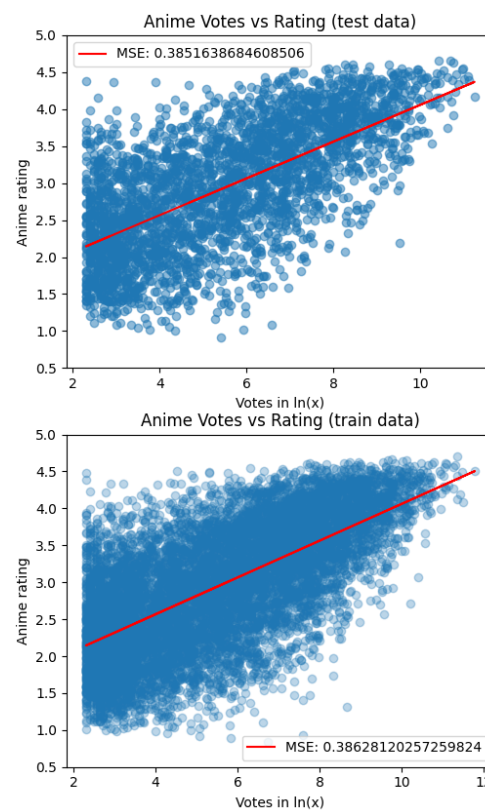 Anime Votes vs Rating (test data)
MSE: 0.3851638684608506
5.0
4.5
4.0
3.5
3.0
2.5
2.0
1.5
1.0
0.5
Anime rating
2 4 6 8 10
Votes in ln(x)
Anime Votes vs Rating (train data)
5.0
4.5
4.0
3.5
3.0
2.5
2.0
1.5
1.0
0.5
Anime rating
MSE: 0.38628120257259824
2 4 6 8 10 12
Votes in ln(x)